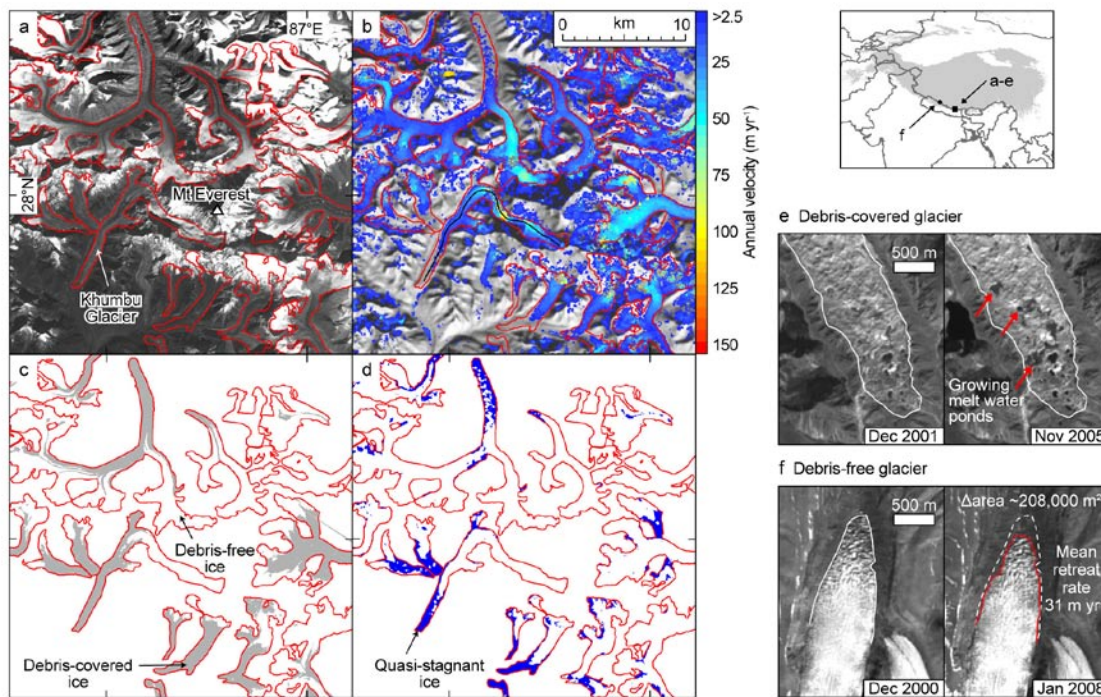 a
87°E
28°N
Mt Everest
Khumbu
Glacier
b
km
0
10
>2.5
25
50
75
100
125
150
Annual velocity (m yr⁻¹)
a-e
f
c
Debris-free
ice
Debris-covered
ice
d
Quasi-stagnant
ice
e Debris-covered glacier
500 m
Growing
melt water
ponds
Dec 2001
Nov 2005
f Debris-free glacier
500 m
Δarea ~208,000 m²
Mean
retreat
rate
31 m yr
Dec 2000
Jan 2008